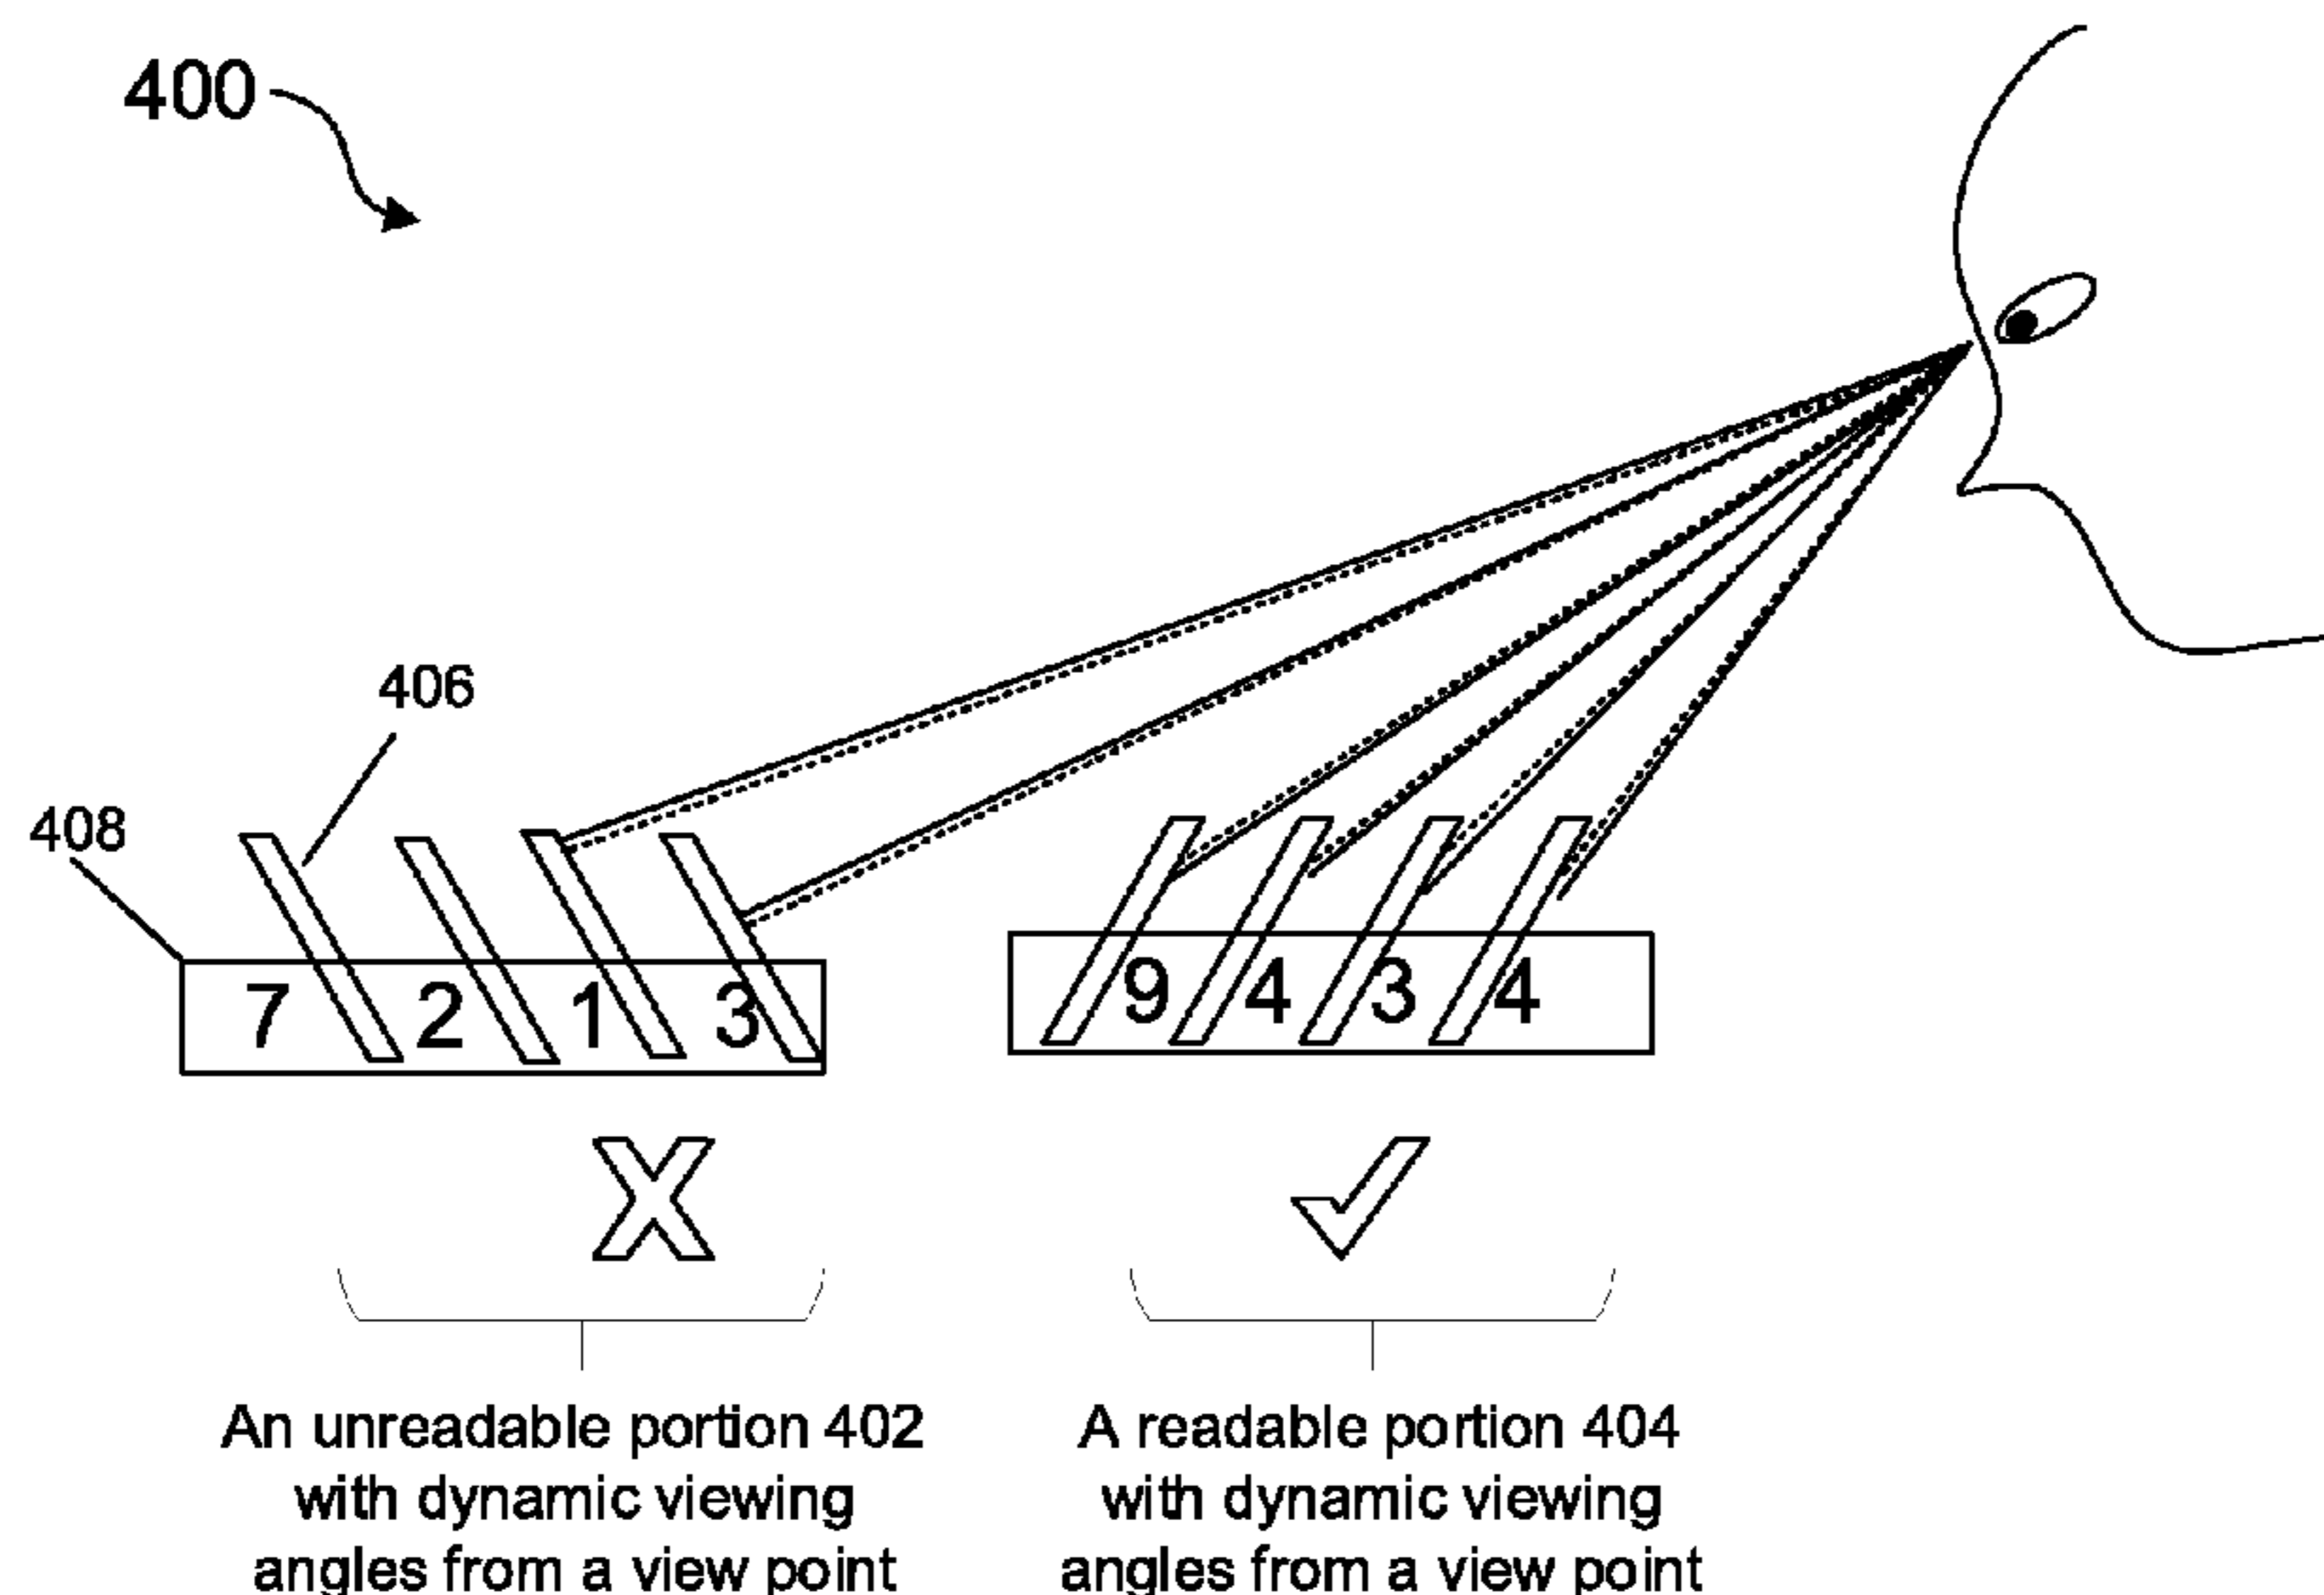 400
406
408
7 2 1 3
9 4 3 4
X
An unreadable portion 402
with dynamic viewing
angles from a view point
A readable portion 404
with dynamic viewing
angles from a view point